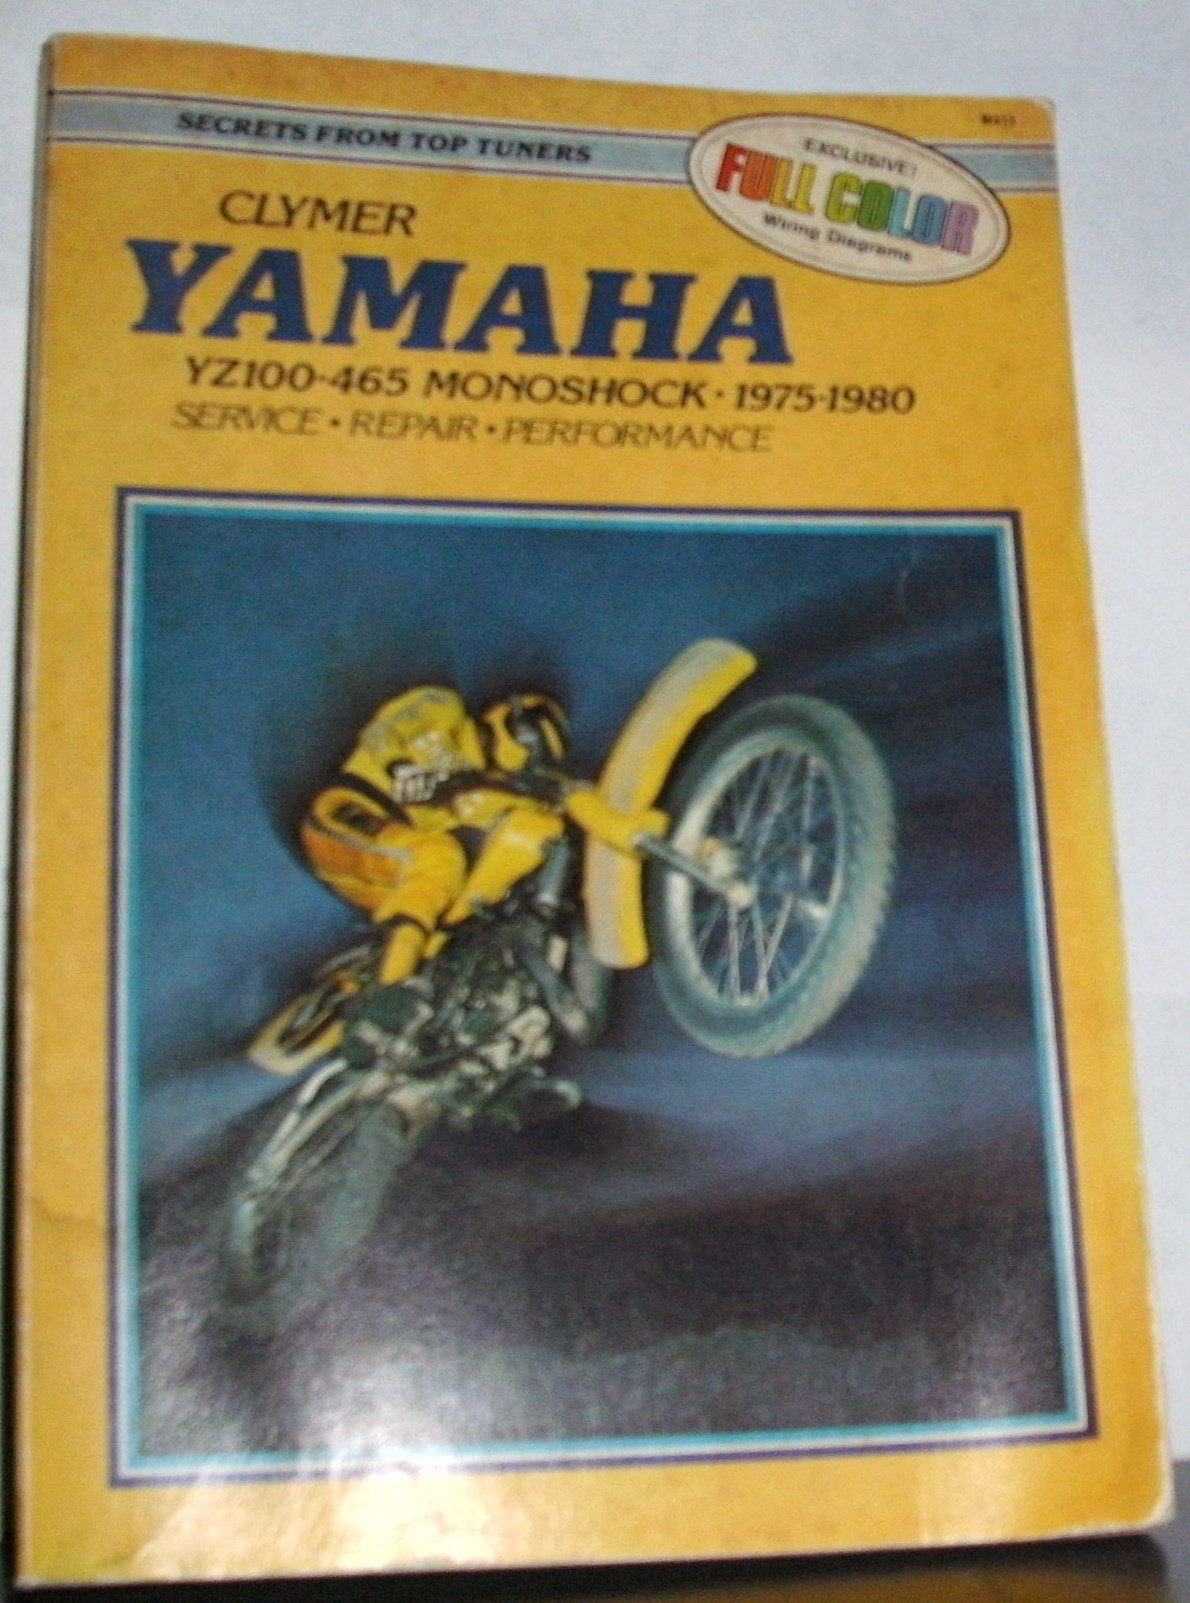 SECRETS FROM TOP TUNERS
EXCLUSIVE!
FULL COLOR
Wiring Diagrams
CLYMER
YAMAHA
YZ100-465 MONOSHOCK · 1975-1980
SERVICE · REPAIR · PERFORMANCE